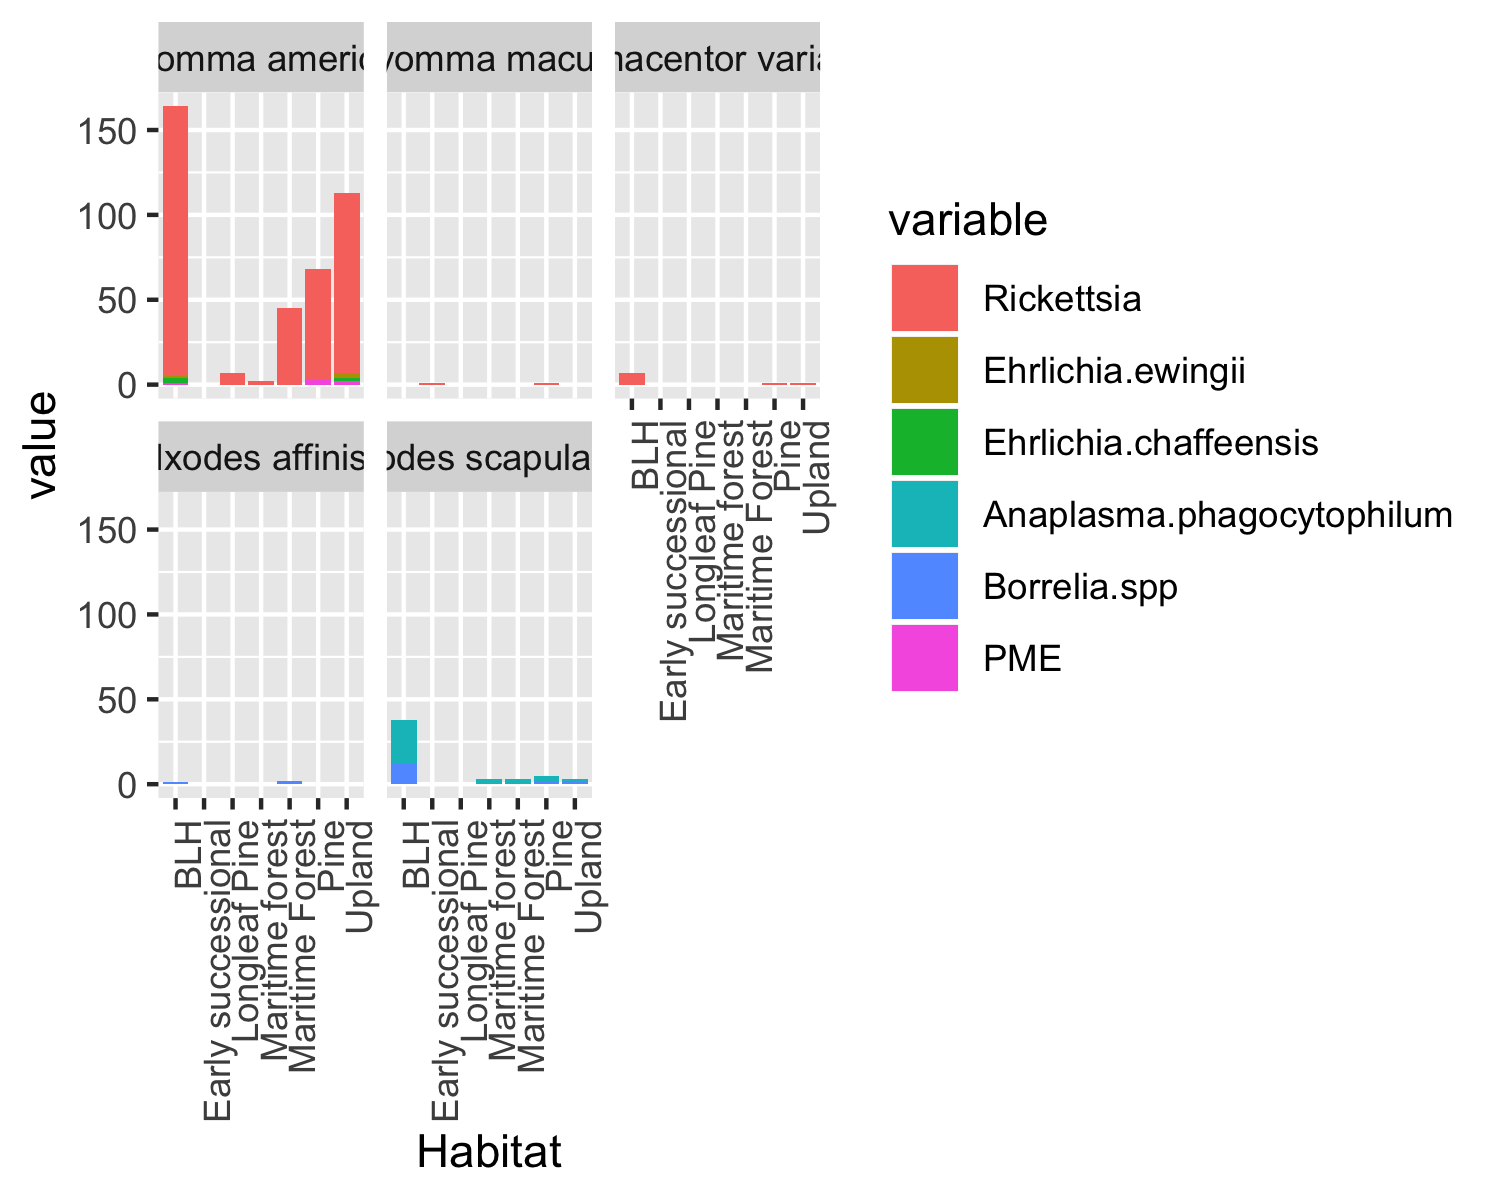 omma americ
yomma macu
nacentor varia
150
100
50
0
value
Ixodes affinis
odes scapula
150
100
50
0
BLH
Early successional
Longleaf Pine
Maritime forest
Maritime Forest
Pine
Upland
BLH
Early successional
Longleaf Pine
Maritime forest
Maritime Forest
Pine
Upland
BLH
Early successional
Longleaf Pine
Maritime forest
Maritime Forest
Pine
Upland
Habitat
variable
Rickettsia
Ehrlichia.ewingii
Ehrlichia.chaffeensis
Anaplasma.phagocytophilum
Borrelia.spp
PME